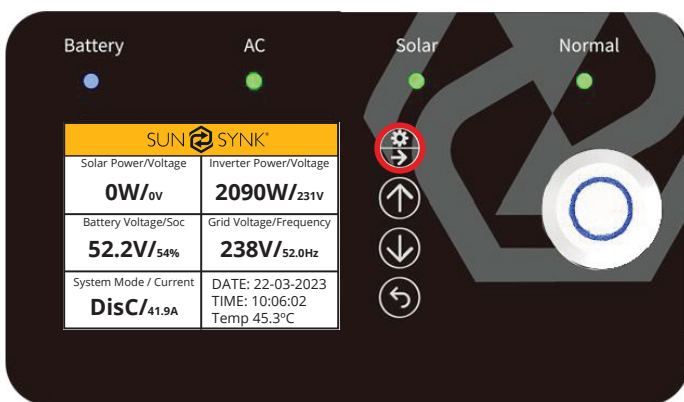 Battery AC Solar Normal
SUN SYNK®
Solar Power/Voltage Inverter Power/Voltage
0W/0V 2090W/231V
Battery Voltage/Soc Grid Voltage/Frequency
52.2V/54% 238V/52.0Hz
System Mode / Current DATE: 22-03-2023
DisC/41.9A TIME: 10:06:02
Temp 45.3ºC